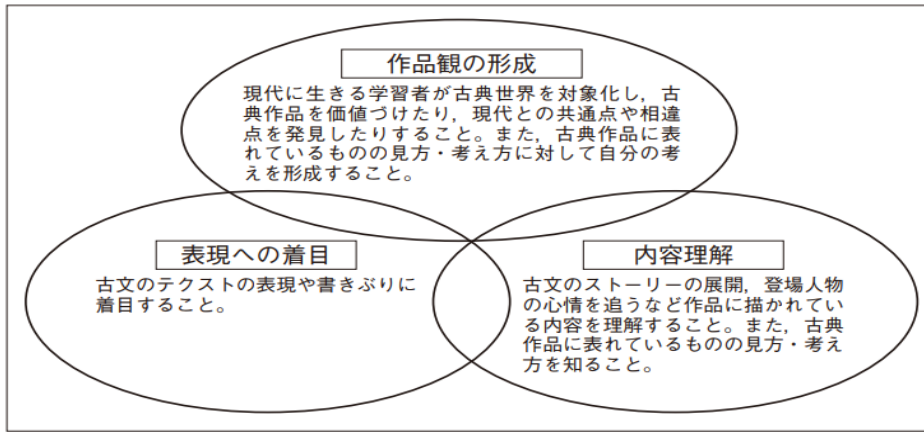 作品観の形成
現代に生きる学習者が古典世界を対象化し，古
典作品を価値づけたり，現代との共通点や相違
点を発見したりすること。また，古典作品に表
れているものの見方・考え方に対して自分の考
えを形成すること。
表現への着目
古文のテクストの表現や書きぶりに
着目すること。
内容理解
古文のストーリーの展開，登場人物
の心情を追うなど作品に描かれてい
る内容を理解すること。また，古典
作品に表れているものの見方・考え
方を知ること。